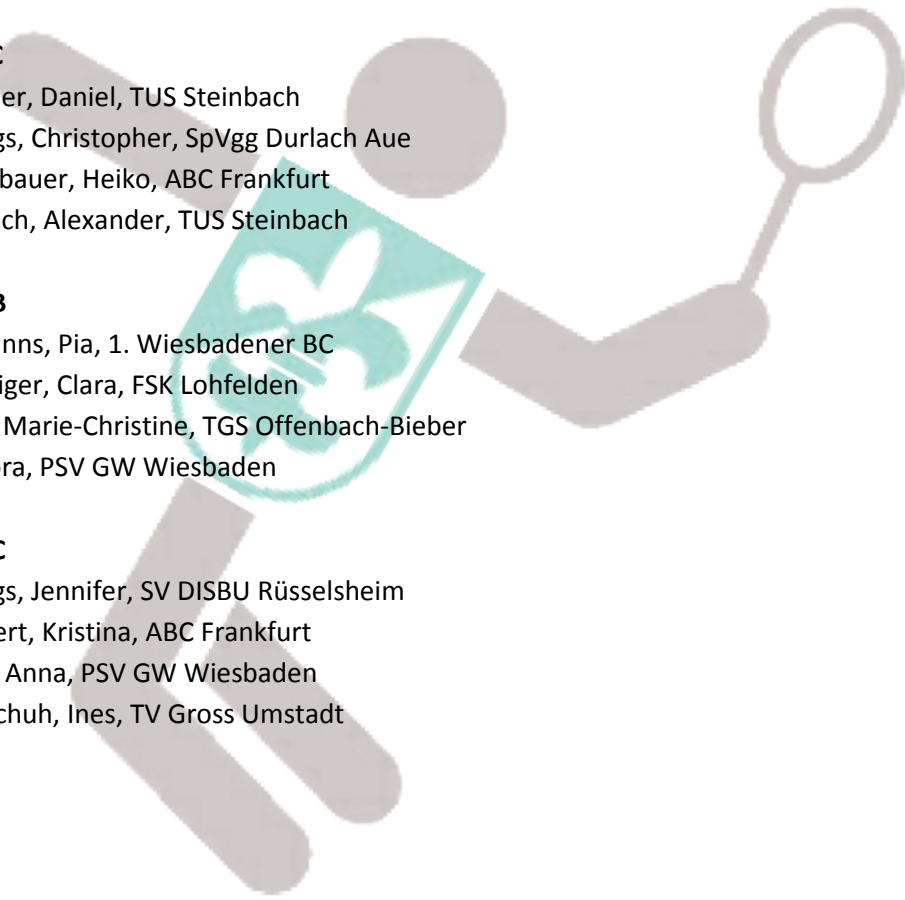 C
er, Daniel, TUS Steinbach
gs, Christopher, SpVgg Durlach Aue
bauer, Heiko, ABC Frankfurt
ch, Alexander, TUS Steinbach
B
nns, Pia, 1. Wiesbadener BC
iger, Clara, FSK Lohfelden
Marie-Christine, TGS Offenbach-Bieber
ora, PSV GW Wiesbaden
C
gs, Jennifer, SV DISBU Rüsselsheim
ert, Kristina, ABC Frankfurt
Anna, PSV GW Wiesbaden
chuh, Ines, TV Gross Umstadt